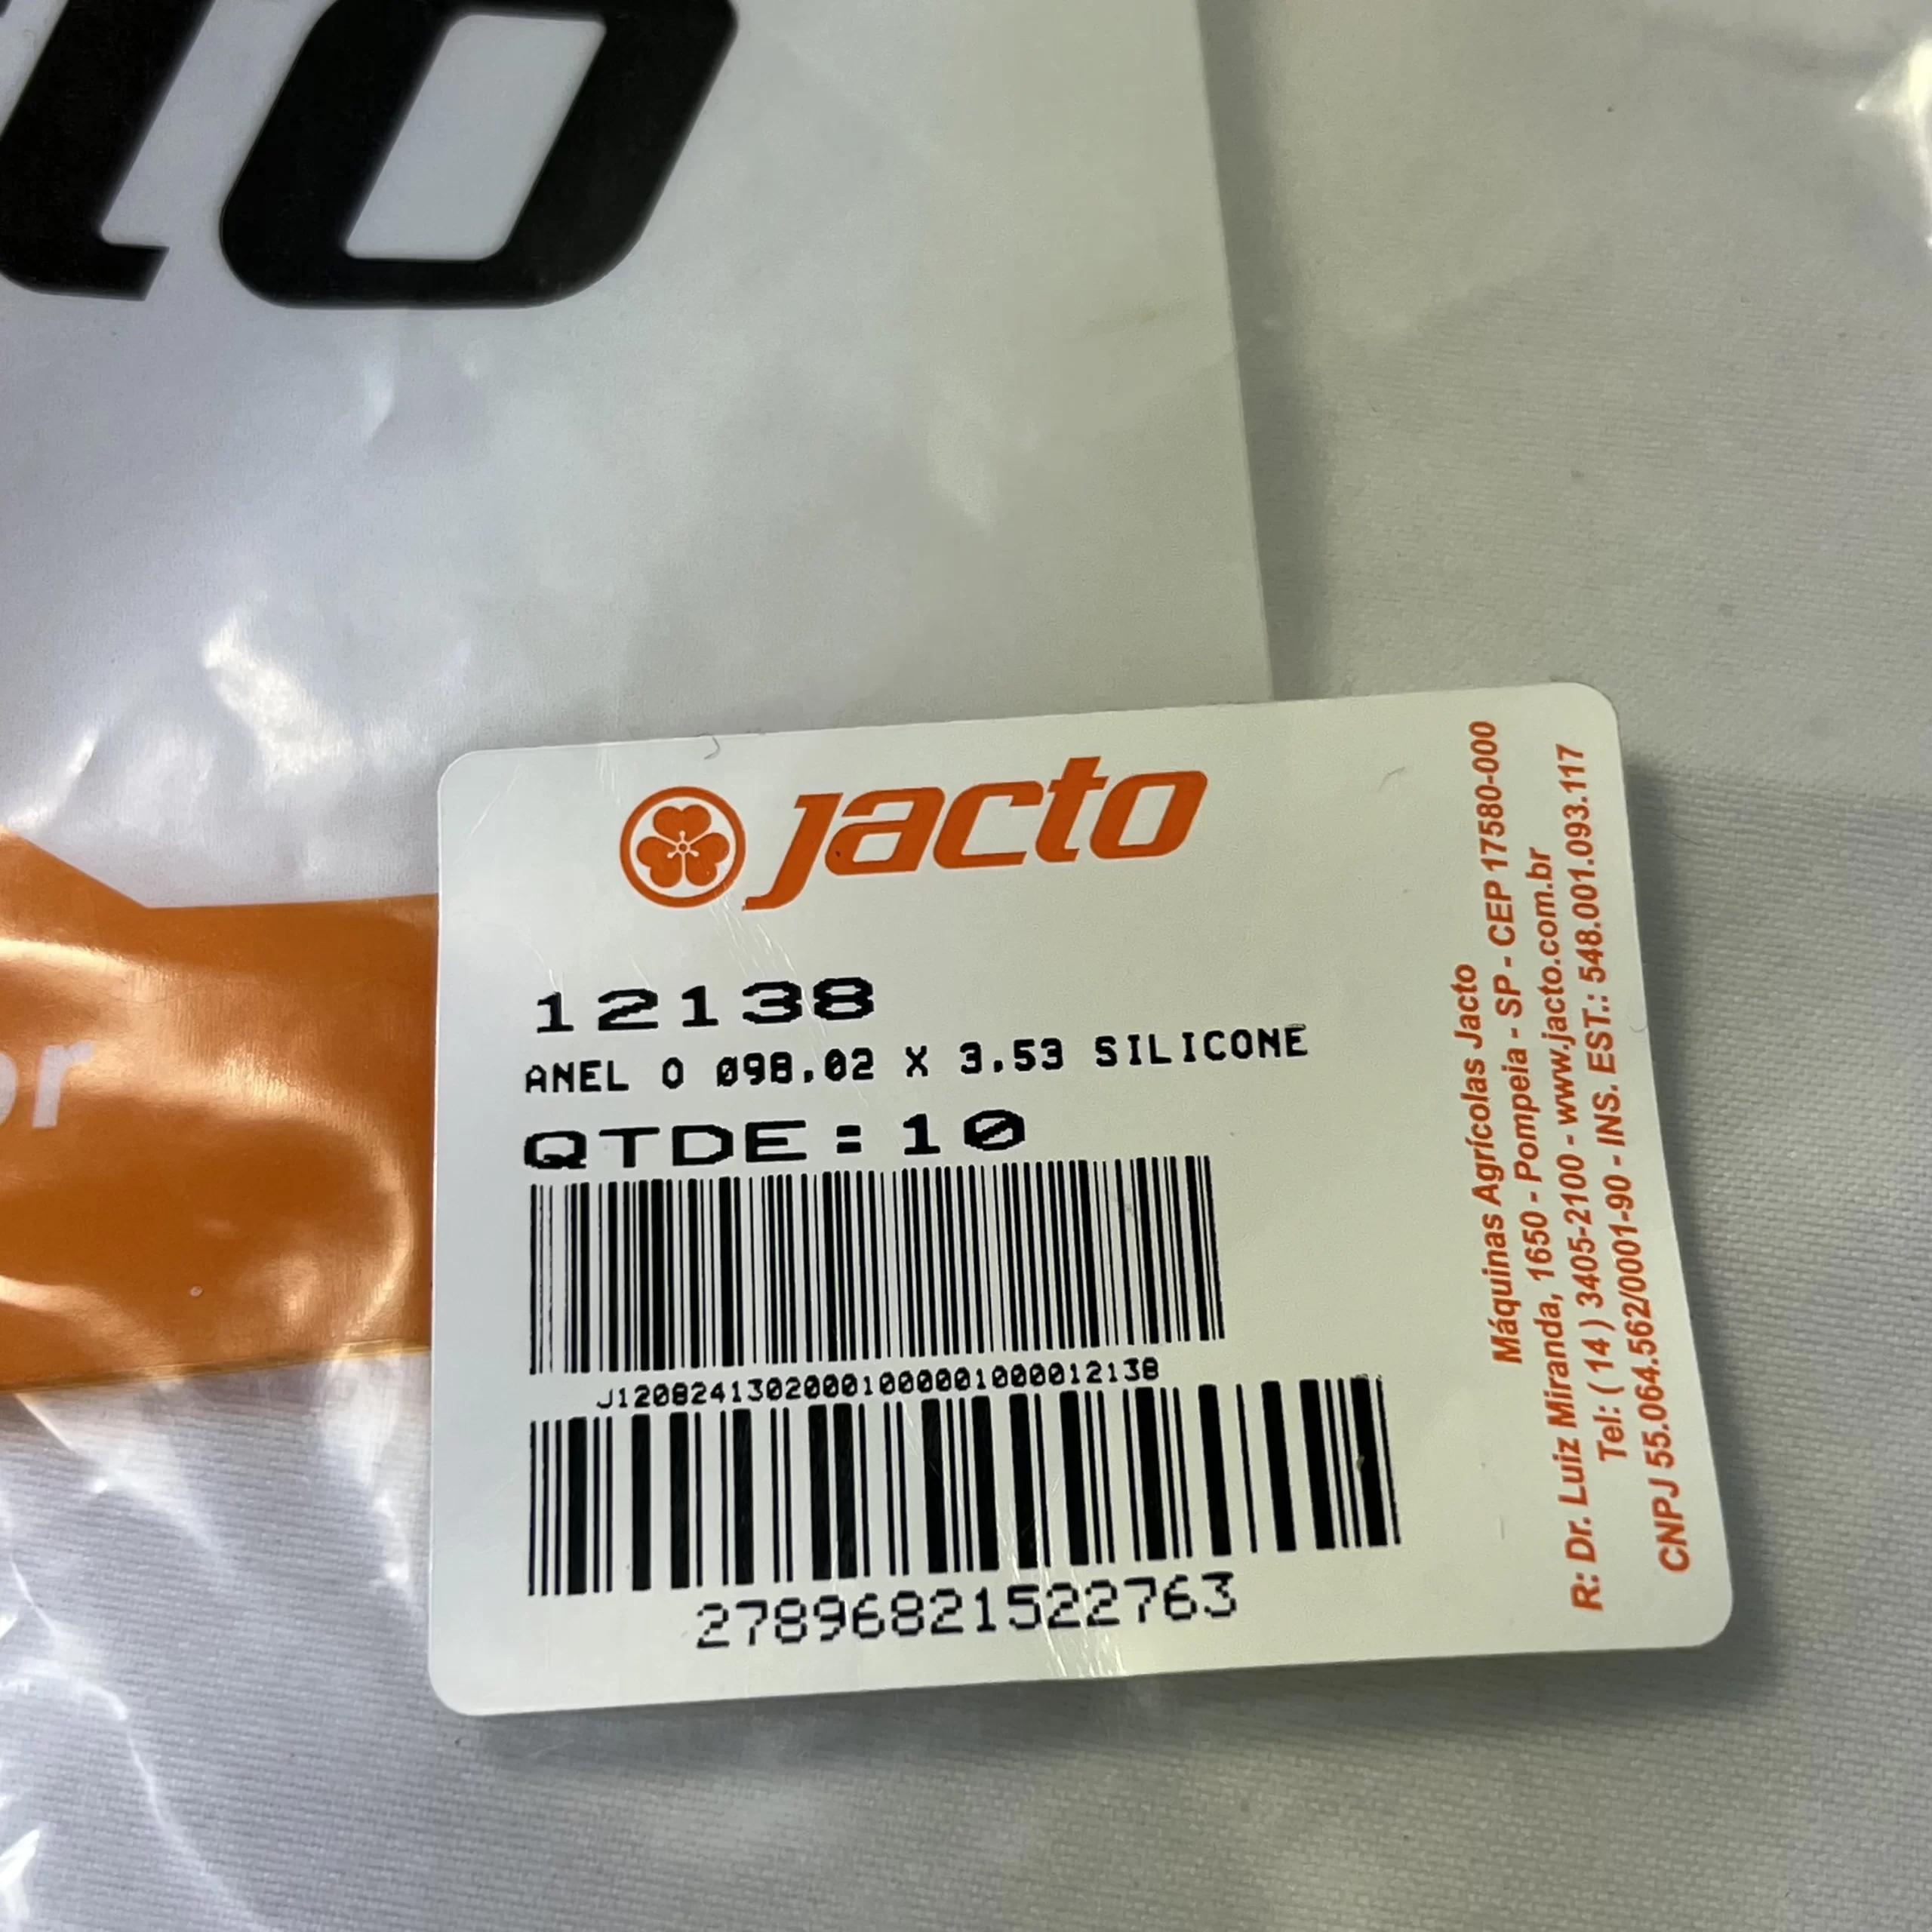 jacto
12138
ANEL O Ø98,02 X 3,53 SILICONE
QTDE: 10
J120824130200010000001000012138
27896821522763
Máquinas Agrícolas Jacto
R: Dr. Luiz Miranda, 1650 - Pompeia - SP - CEP 17580-000
Tel: ( 14 ) 3405-2100 - www.jacto.com.br
CNPJ 55.064.562/0001-90 - INS. EST.: 548.001.093.117